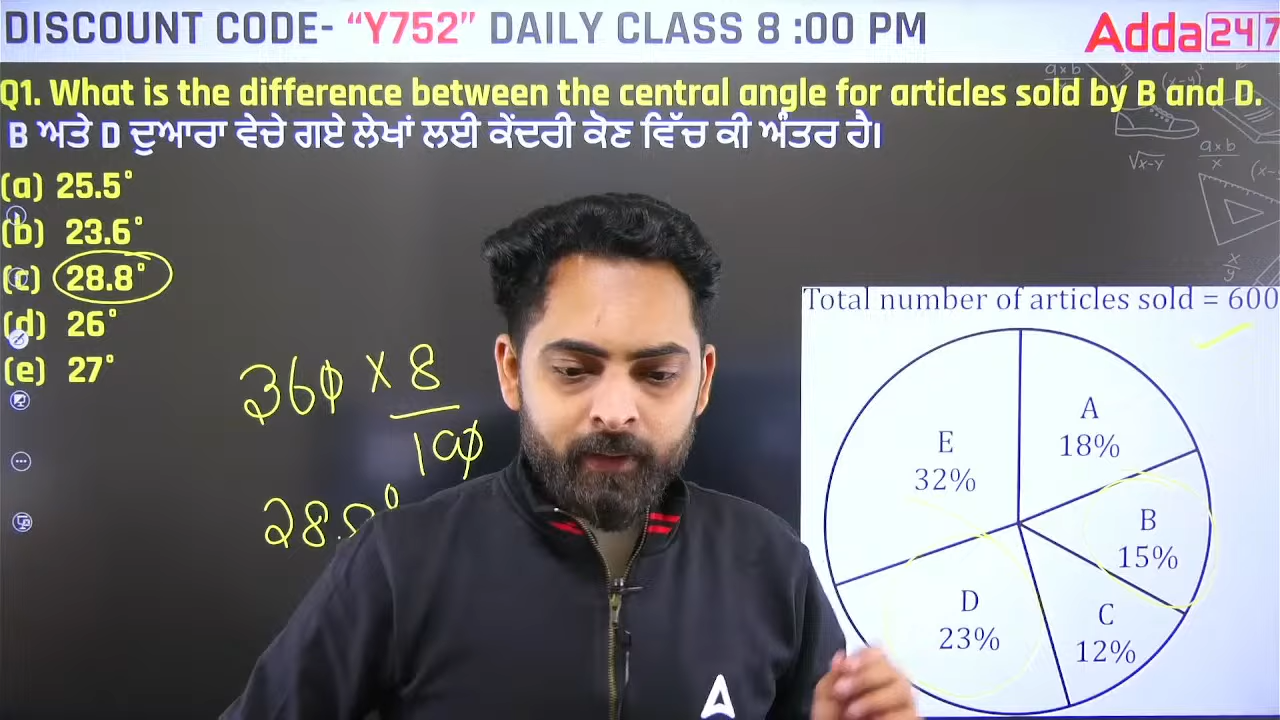 DISCOUNT CODE- “Y752” DAILY CLASS 8 :00 PM
Adda247
Q1. What is the difference between the central angle for articles sold by B and D.
B ਅਤੇ D ਦੁਆਰਾ ਵੇਚੇ ਗਏ ਲੇਖਾਂ ਲਈ ਕੇਂਦਰੀ ਕੋਣ ਵਿੱਚ ਕੀ ਅੰਤਰ ਹੈ।
(a) 25.5°
(b) 23.6°
(c) 28.8°
(d) 26°
(e) 27°
360 × 8
100
28.8°
Total number of articles sold = 600
A
18%
B
15%
C
12%
D
23%
E
32%
a×b
√x-y
a×b
x
x
y